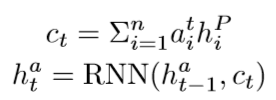 c_t = Σ_{i=1}^{n} a_i^t h_i^P
h_t^a = RNN(h_{t-1}^a, c_t)